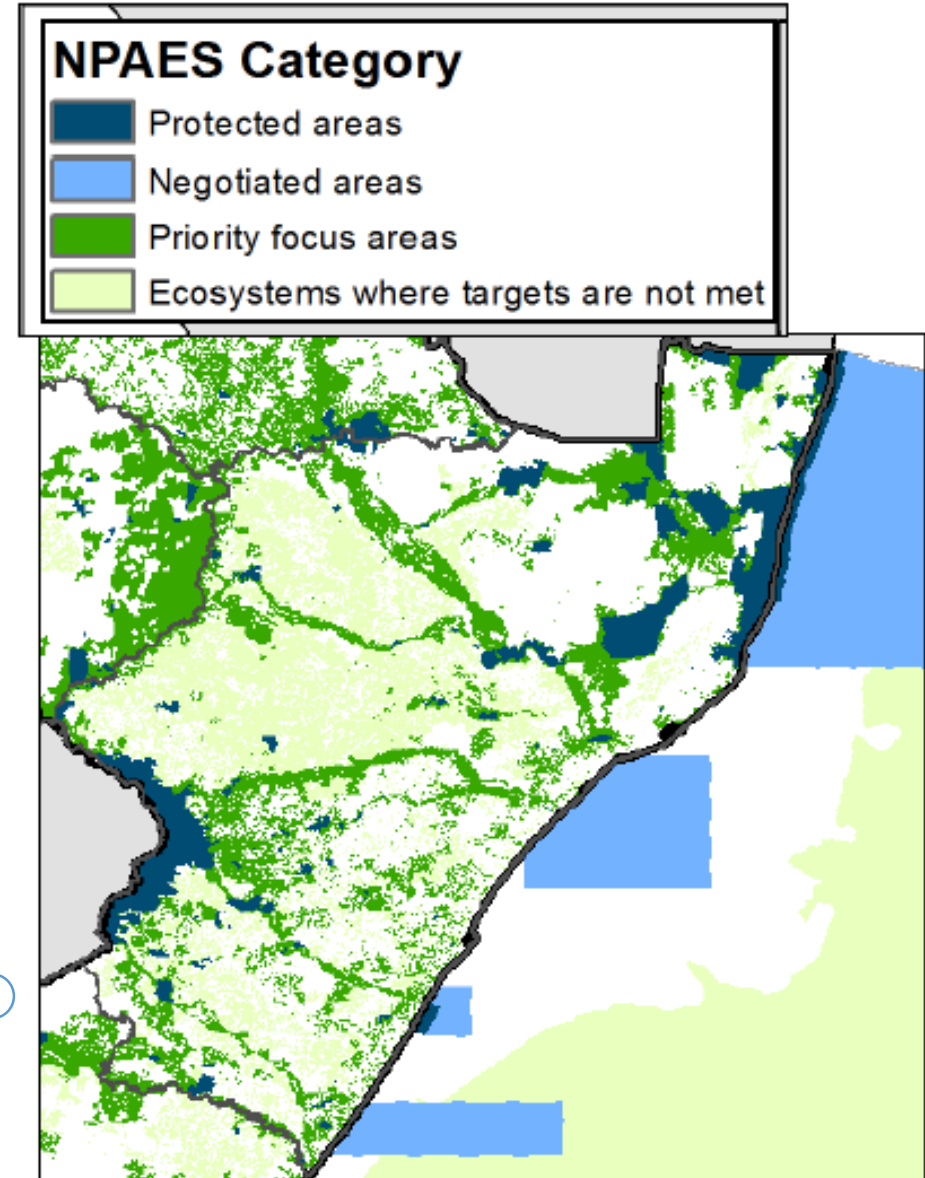 NPAES Category
Protected areas
Negotiated areas
Priority focus areas
Ecosystems where targets are not met